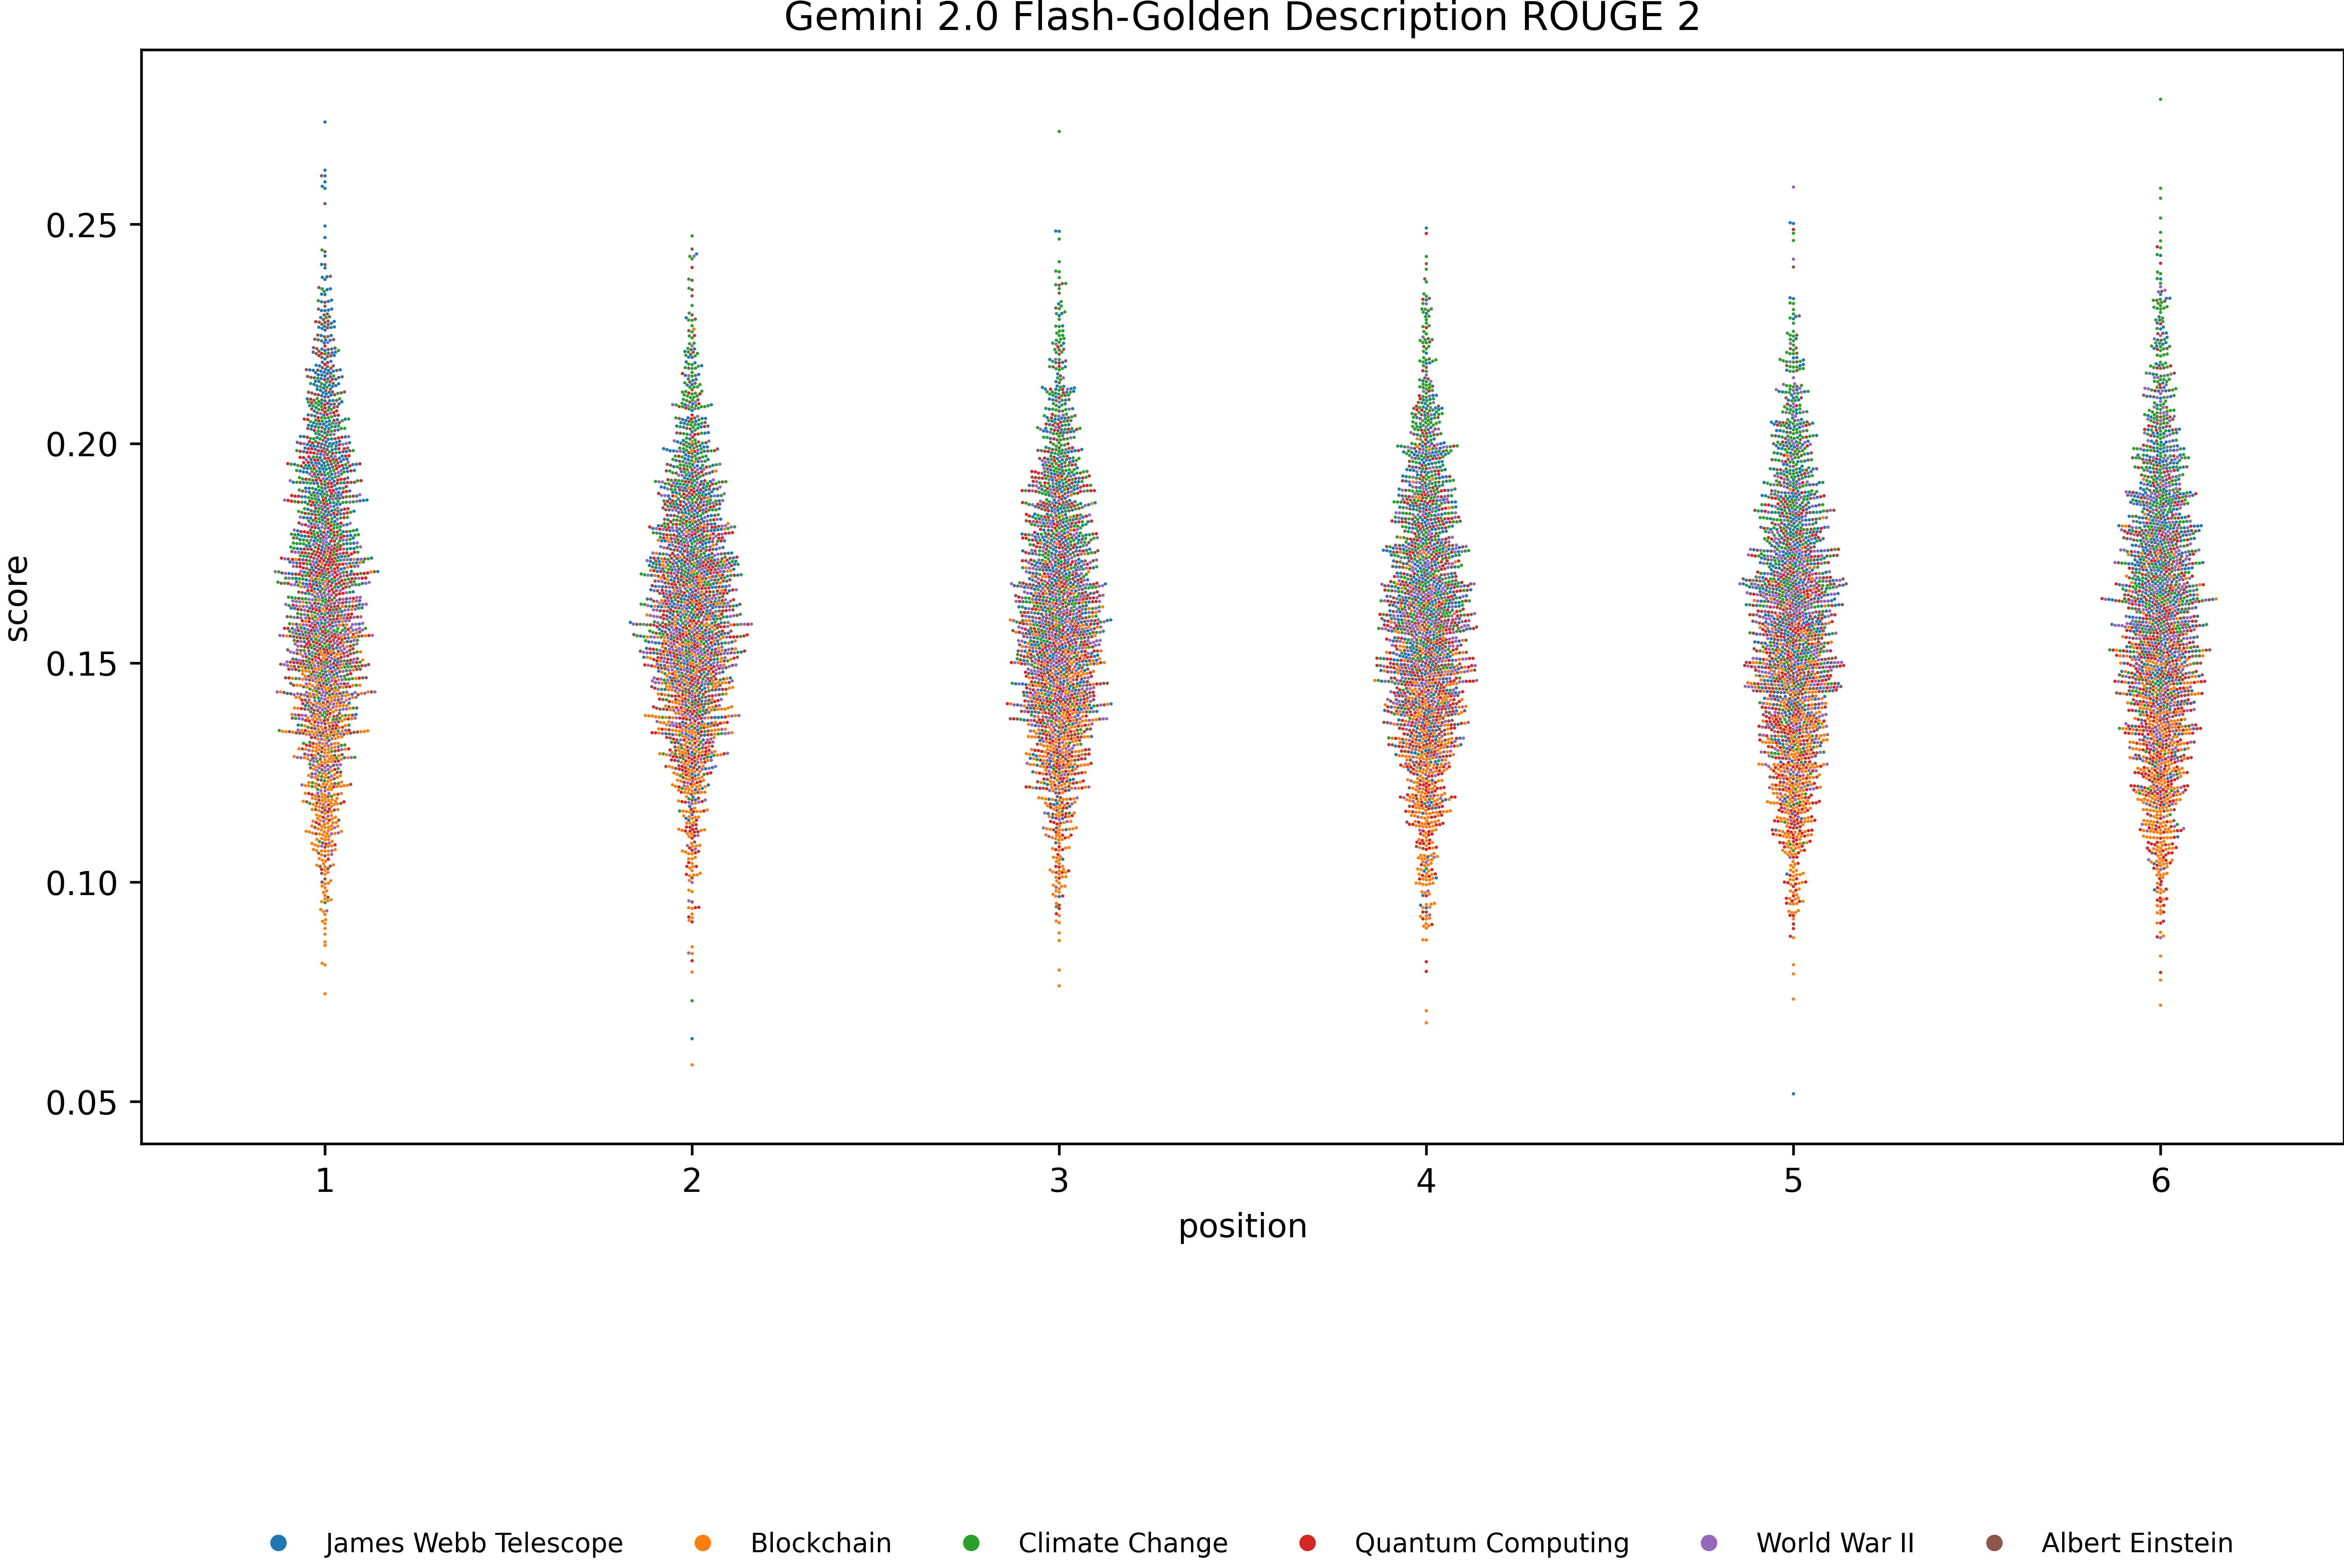 Gemini 2.0 Flash-Golden Description ROUGE 2
score
0.25
0.20
0.15
0.10
0.05
1 2 3 4 5 6
position
James Webb Telescope Blockchain Climate Change Quantum Computing World War II Albert Einstein